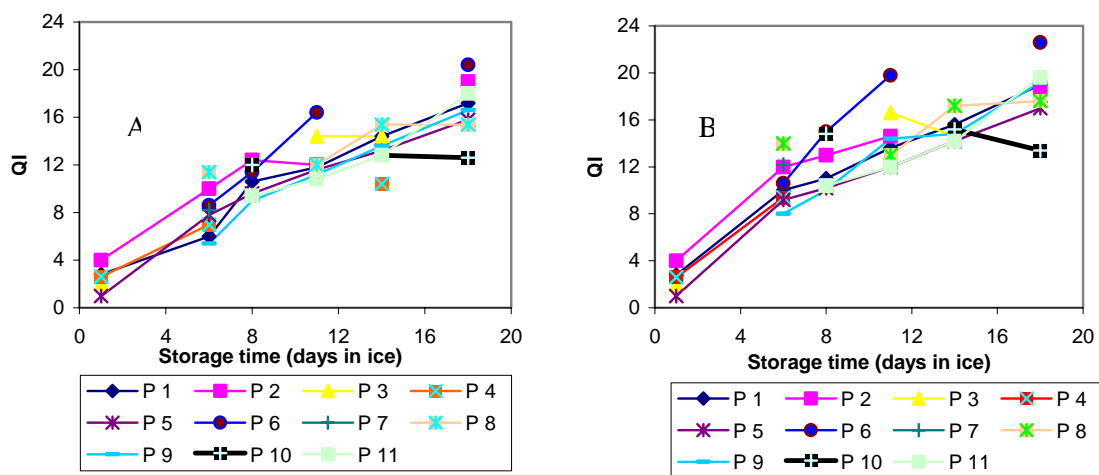 24
20
16
12
8
4
0
QI
A
0 4 8 12 16 20
Storage time (days in ice)
P 1 P 2 P 3 P 4
P 5 P 6 P 7 P 8
P 9 P 10 P 11
24
20
16
12
8
4
0
QI
B
0 4 8 12 16 20
Storage time (days in ice)
P 1 P 2 P 3 P 4
P 5 P 6 P 7 P 8
P 9 P 10 P 11